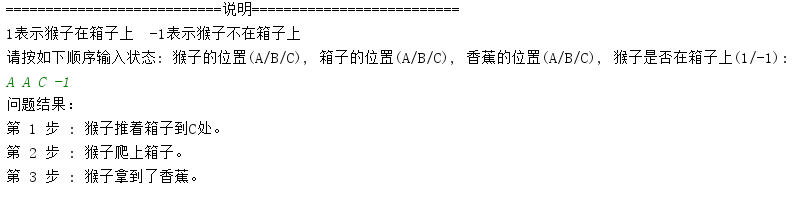 ===========================说明==========================
1表示猴子在箱子上  -1表示猴子不在箱子上
请按如下顺序输入状态: 猴子的位置(A/B/C), 箱子的位置(A/B/C), 香蕉的位置(A/B/C), 猴子是否在箱子上(1/-1):
A A C -1
问题结果:
第 1 步 : 猴子推着箱子到C处。
第 2 步 : 猴子爬上箱子。
第 3 步 : 猴子拿到了香蕉。